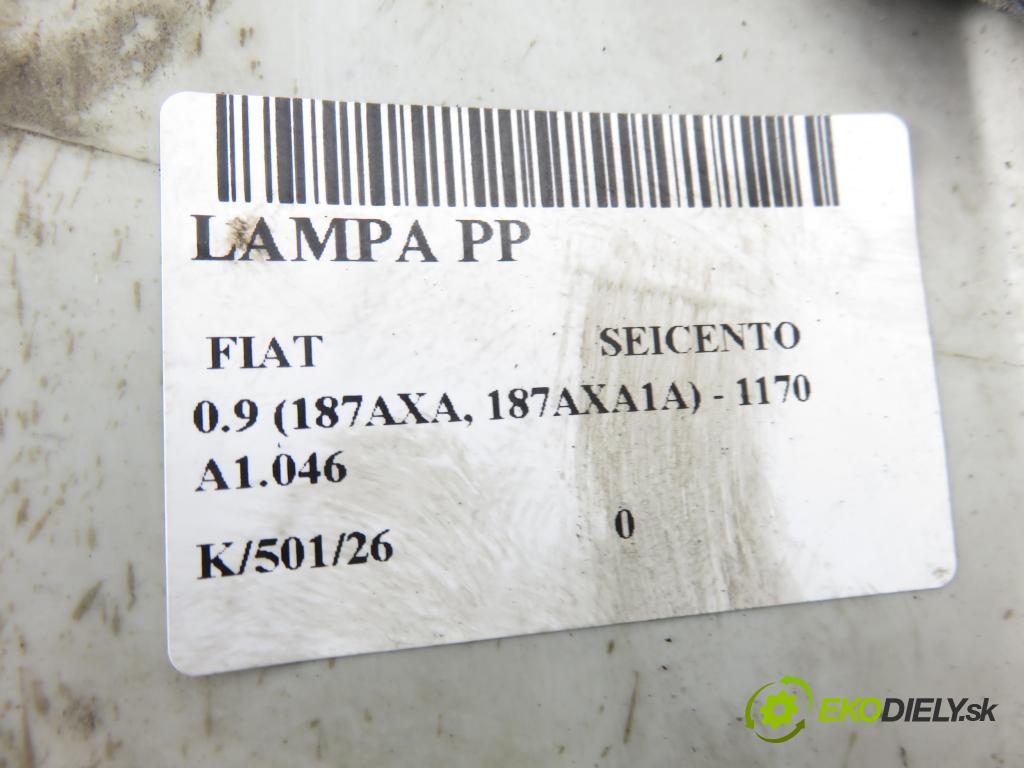 LAMPA PP
FIAT SEICENTO
0.9 (187AXA, 187AXA1A) - 1170
A1.046
K/501/26 0
EKODIELY.sk